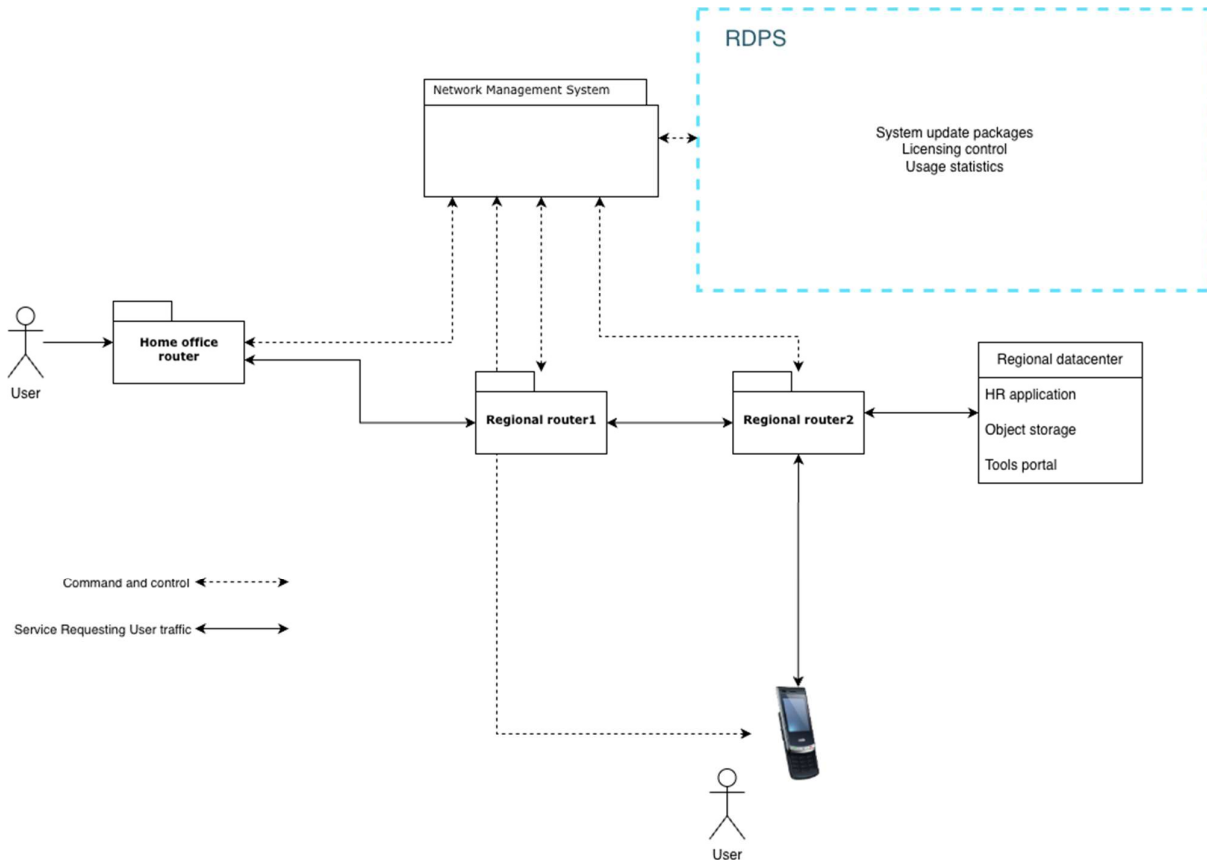 RDPS
Network Management System
System update packages
Licensing control
Usage statistics
Home office
router
User
Regional router1
Regional router2
Regional datacenter
HR application
Object storage
Tools portal
Command and control
Service Requesting User traffic
User